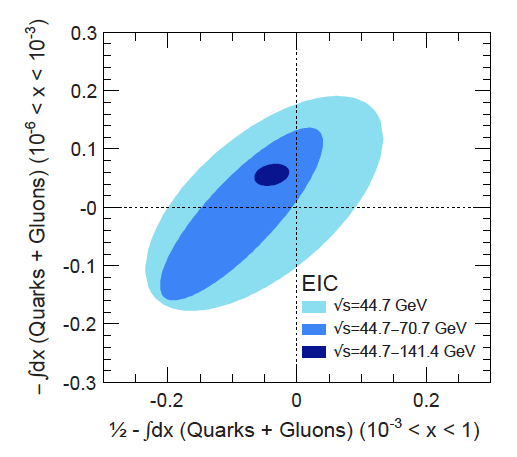 − ∫dx (Quarks + Gluons) (10⁻⁶ < x < 10⁻³)
0.3
0.2
0.1
-0
-0.1
-0.2
-0.3
EIC
√s=44.7 GeV
√s=44.7–70.7 GeV
√s=44.7–141.4 GeV
-0.2 0 0.2
½ - ∫dx (Quarks + Gluons) (10⁻³ < x < 1)